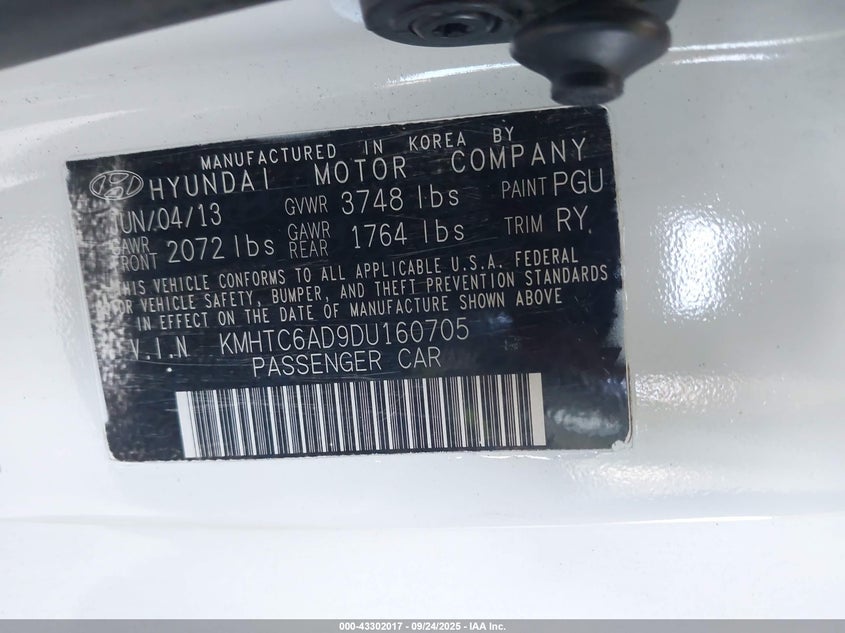 MANUFACTURED IN KOREA BY
HYUNDAI MOTOR COMPANY
JUN/04/13 GVWR 3748 lbs PAINT PGU
GAWR FRONT 2072 lbs GAWR REAR 1764 lbs TRIM RY
THIS VEHICLE CONFORMS TO ALL APPLICABLE U.S.A. FEDERAL
MOTOR VEHICLE SAFETY, BUMPER, AND THEFT PREVENTION STANDARDS
IN EFFECT ON THE DATE OF MANUFACTURE SHOWN ABOVE
V.I.N KMHTC6AD9DU160705
PASSENGER CAR
000-43302017 - 09/24/2025 - IAA Inc.